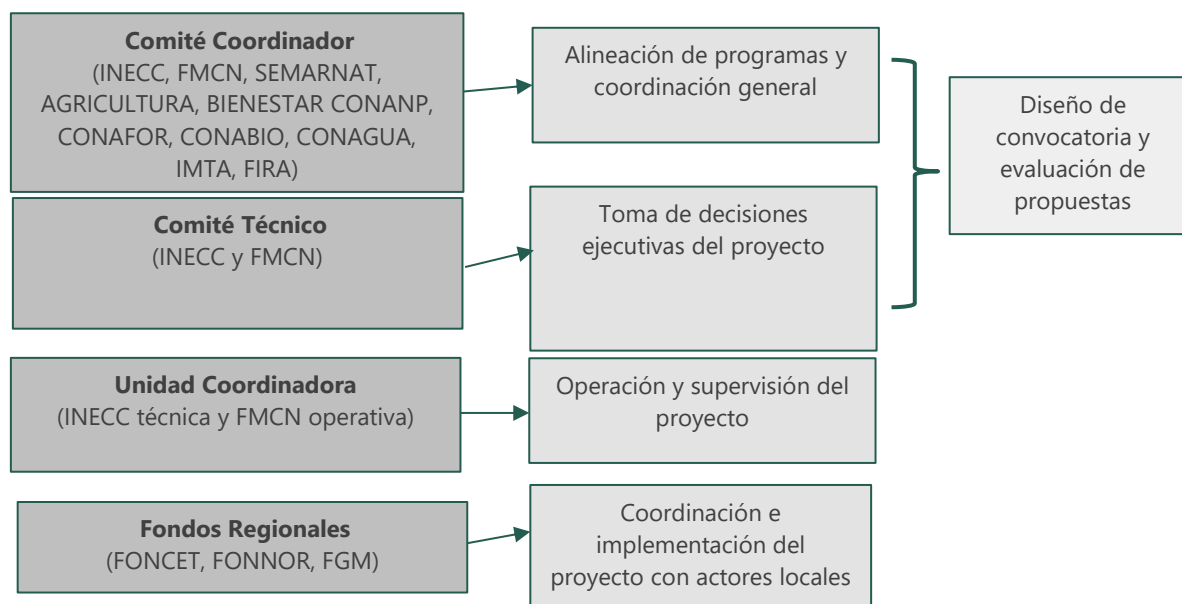 Comité Coordinador
(INECC, FMCN, SEMARNAT,
AGRICULTURA, BIENESTAR CONANP,
CONAFOR, CONABIO, CONAGUA,
IMTA, FIRA)
Alineación de programas y
coordinación general
Diseño de
convocatoria y
evaluación de
propuestas
Comité Técnico
(INECC y FMCN)
Toma de decisiones
ejecutivas del proyecto
Unidad Coordinadora
(INECC técnica y FMCN operativa)
Operación y supervisión del
proyecto
Fondos Regionales
(FONCET, FONNOR, FGM)
Coordinación e
implementación del
proyecto con actores locales